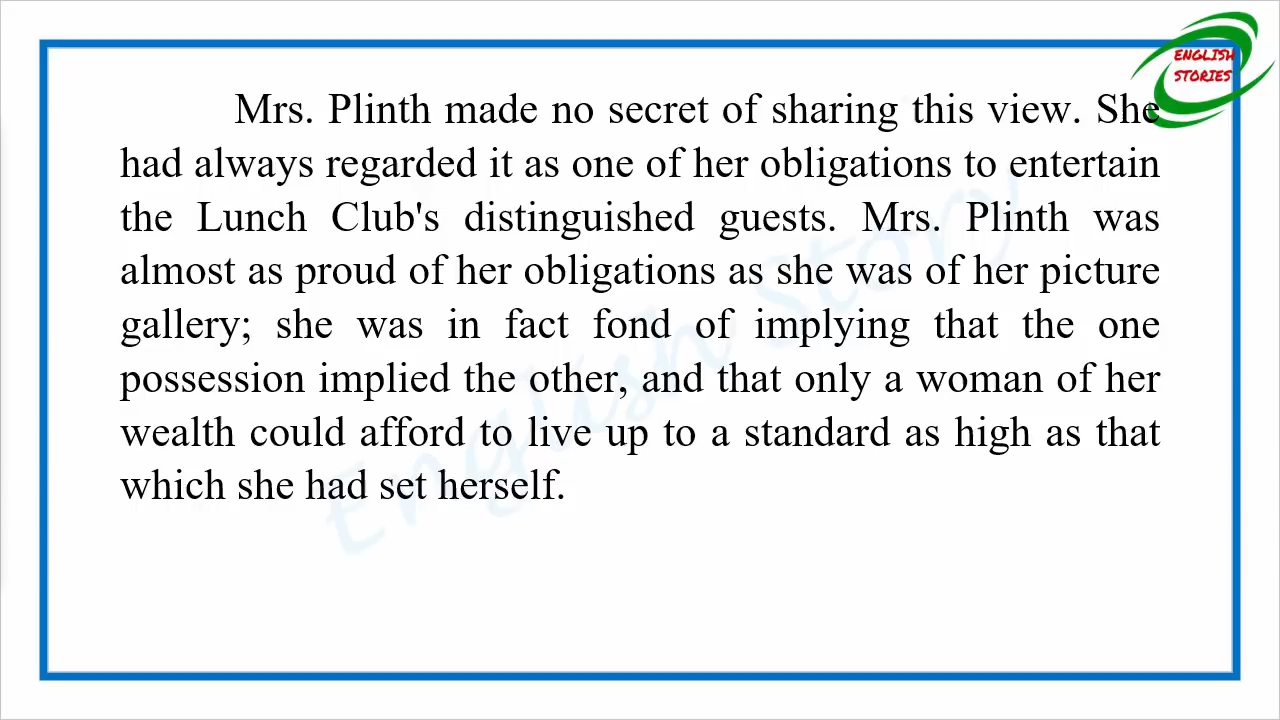 ENGLISH
STORIES
Mrs. Plinth made no secret of sharing this view. She
had always regarded it as one of her obligations to entertain
the Lunch Club's distinguished guests. Mrs. Plinth was
almost as proud of her obligations as she was of her picture
gallery; she was in fact fond of implying that the one
possession implied the other, and that only a woman of her
wealth could afford to live up to a standard as high as that
which she had set herself.
English Story